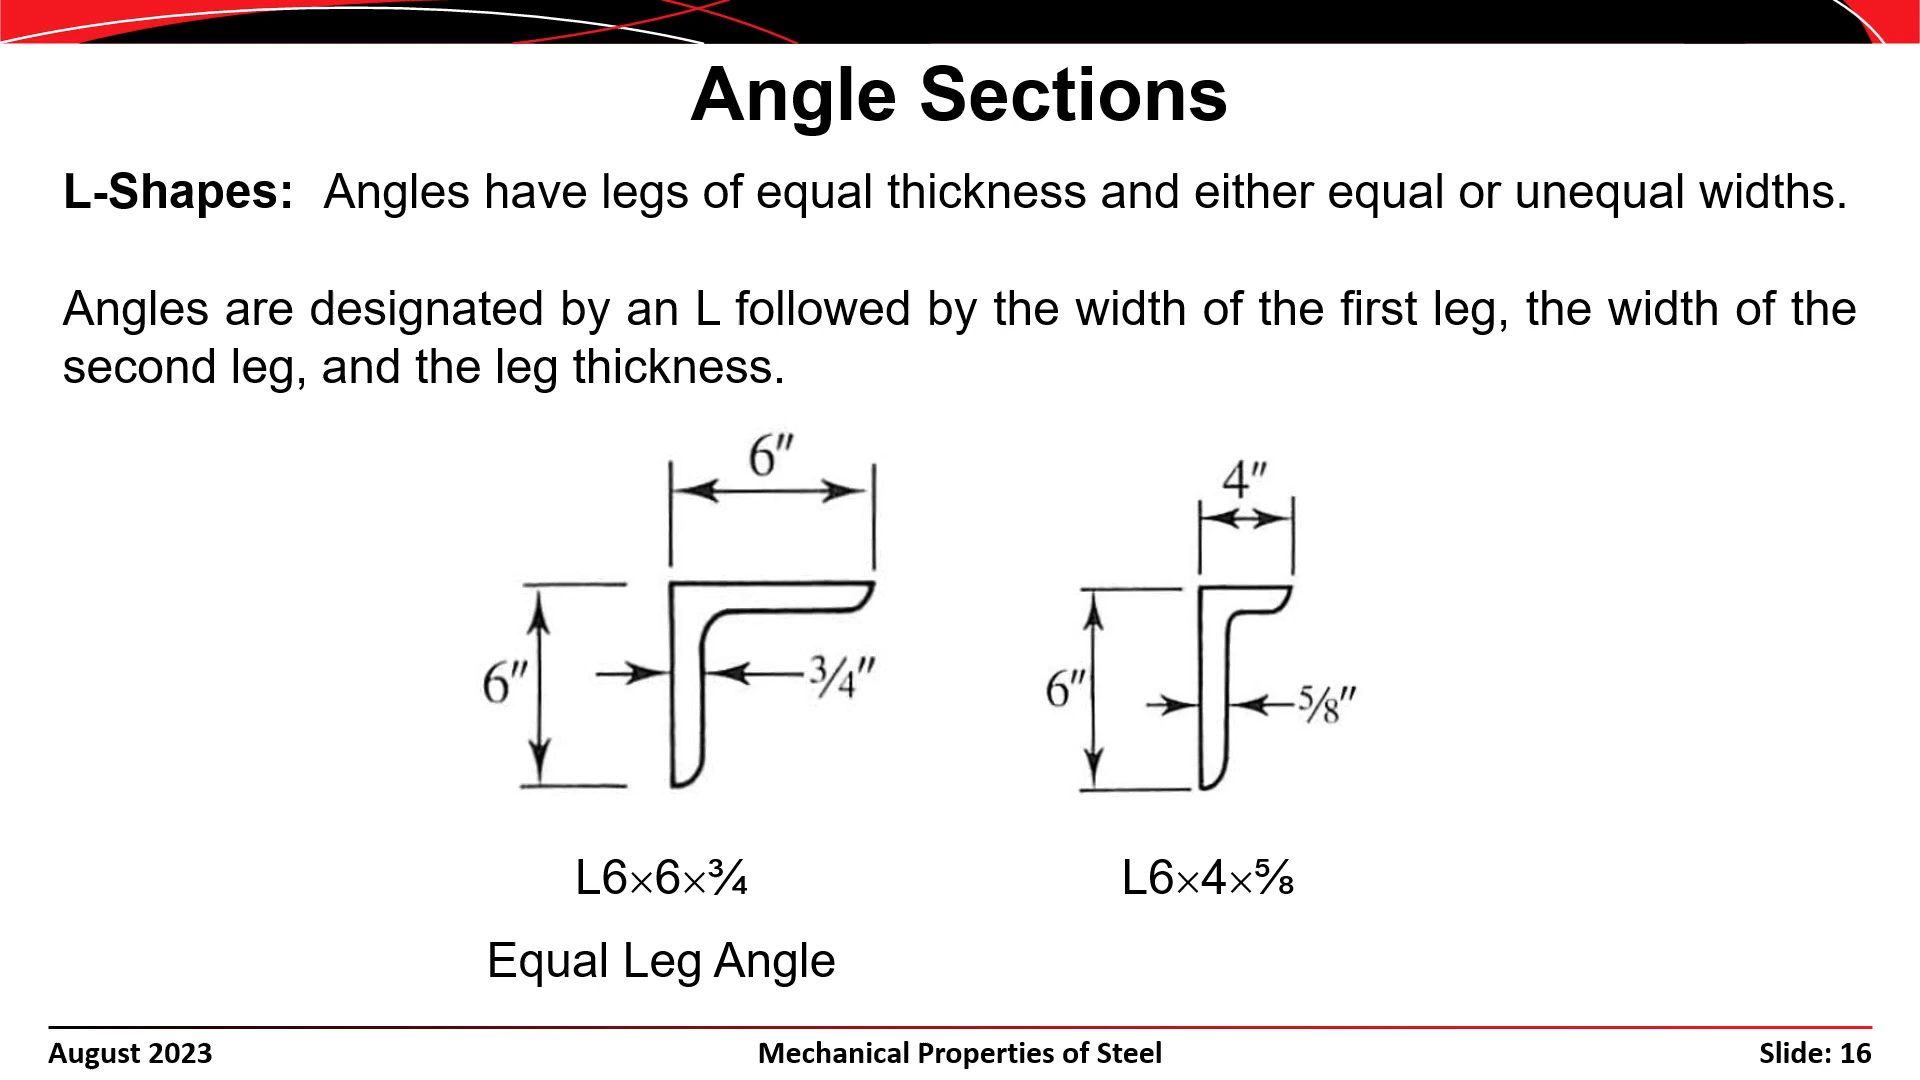 Angle Sections
L-Shapes: Angles have legs of equal thickness and either equal or unequal widths.
Angles are designated by an L followed by the width of the first leg, the width of the
second leg, and the leg thickness.
6″
4″
6″
3/4″
6″
5/8″
L6×6×¾
L6×4×⅝
Equal Leg Angle
August 2023
Mechanical Properties of Steel
Slide: 16